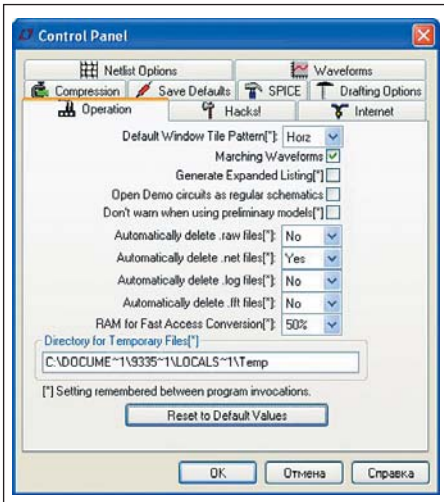 Control Panel
Netlist Options
Waveforms
Compression
Save Defaults
SPICE
Drafting Options
Operation
Hacks!
Internet
Default Window Tile Pattern[*]: Horz
Marching Waveforms
Generate Expanded Listing[*]
Open Demo circuits as regular schematics
Don't warn when using preliminary models[*]
Automatically delete .raw files[*]: No
Automatically delete .net files[*]: Yes
Automatically delete .log files[*]: No
Automatically delete .fft files[*]: No
RAM for Fast Access Conversion[*]: 50%
Directory for Temporary Files[*]
C:\DOCUME~1\9335~1\LOCALS~1\Temp
[*] Setting remembered between program invocations.
Reset to Default Values
OK
Отмена
Справка